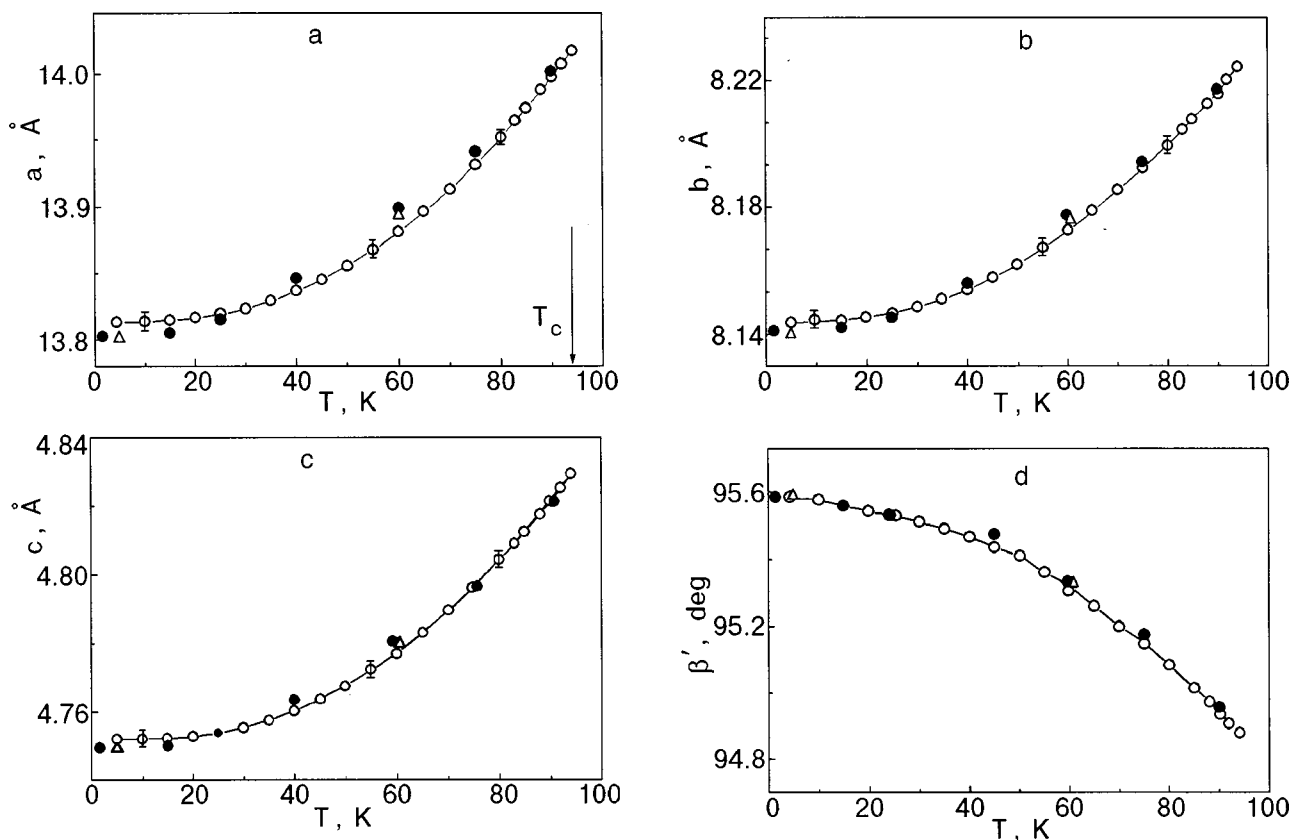 a
14.0
13.9
13.8
a, Å
T_c
0 20 40 60 80 100
T, K
b
8.22
8.18
8.14
b, Å
0 20 40 60 80 100
T, K
c
4.84
4.80
4.76
c, Å
0 20 40 60 80 100
T, K
d
95.6
95.2
94.8
β′, deg
0 20 40 60 80 100
T, K